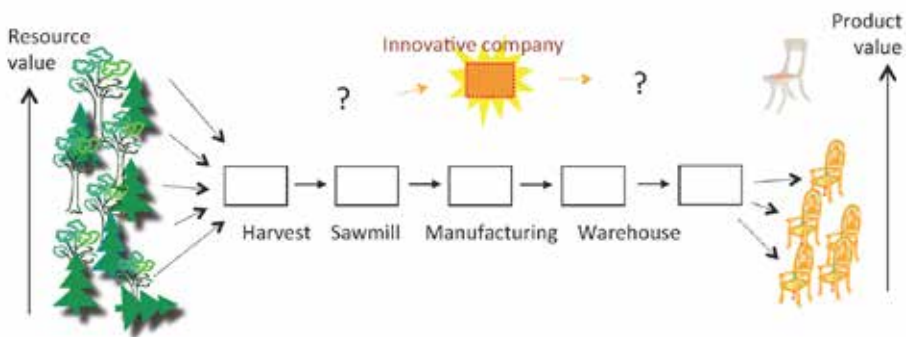 Resource
value
Innovative company
Product
value
?
?
Harvest
Sawmill
Manufacturing
Warehouse